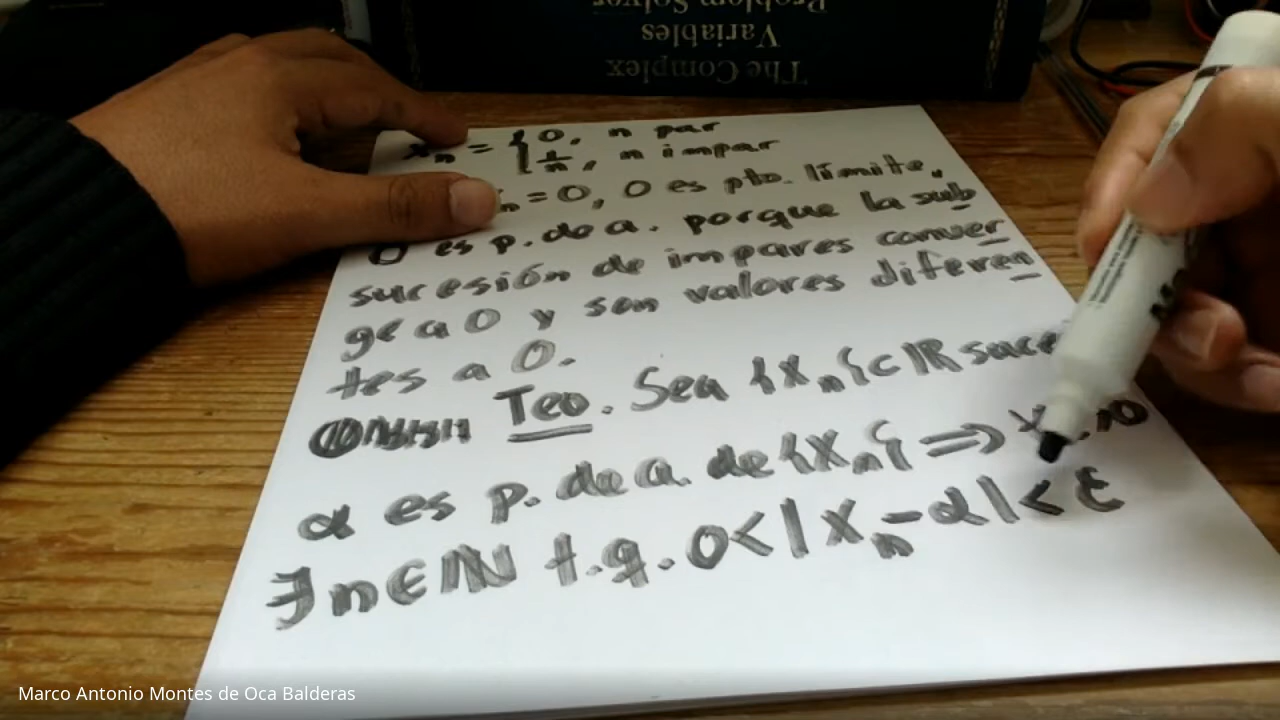 The Complex
Variables
Problem Solver
xₙ = { 0, n par
1/n, n impar
n = 0, 0 es pto. límite.
0 es p. de a. porque la sub
sucesión de impares conver
ge a 0 y son valores diferen
tes a 0.
Teo. Sea {Xₙ} ⊂ ℝ suce
α es p. de a. de {Xₙ} ⇒
∃n∈ℕ t.q. 0<|Xₙ-α|<ε
Marco Antonio Montes de Oca Balderas